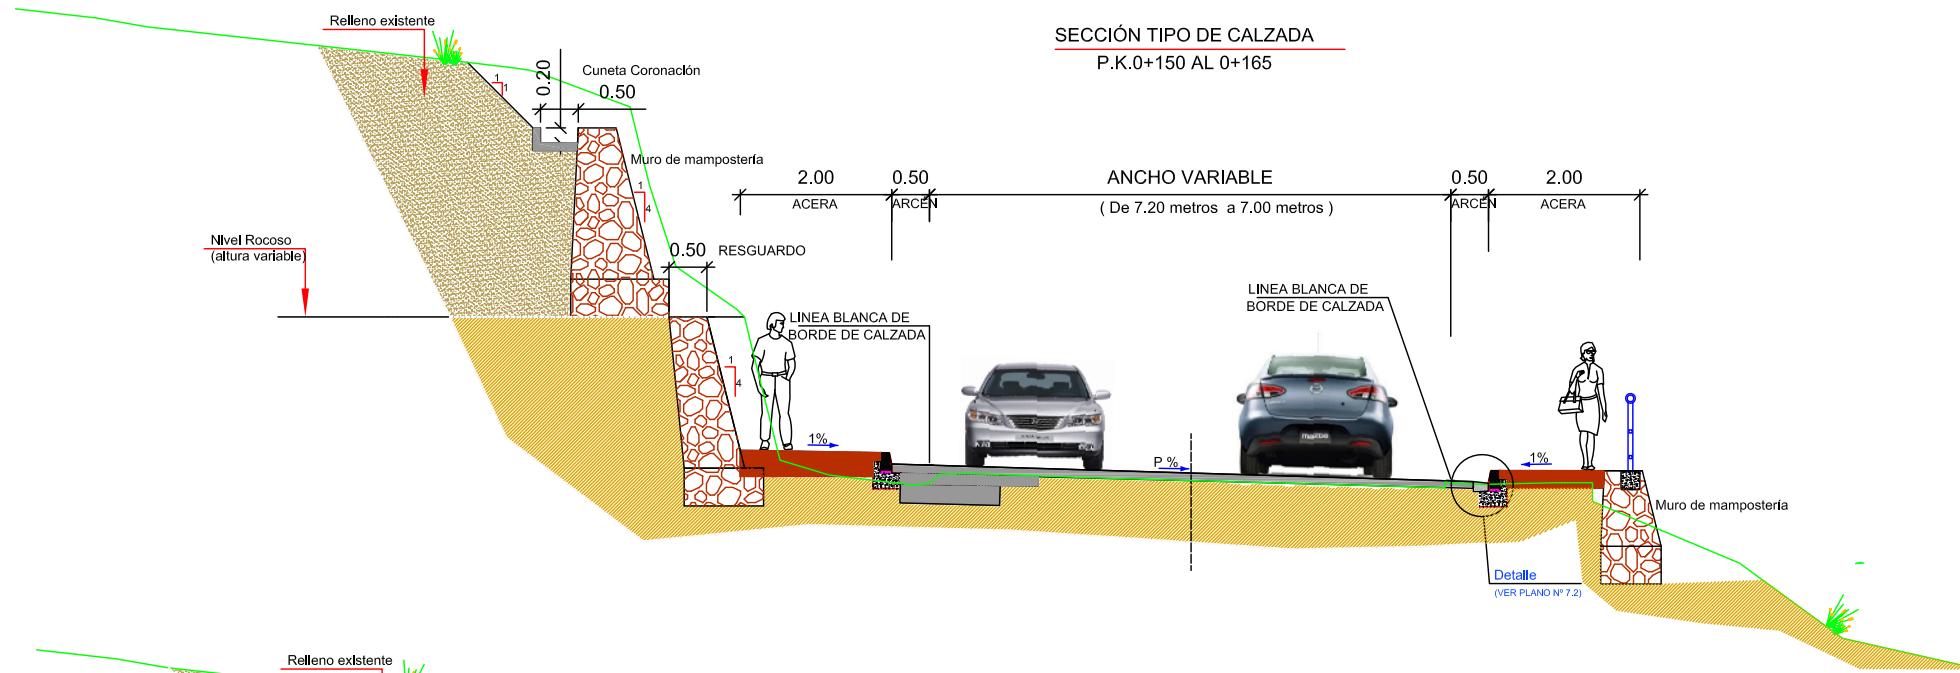 Relleno existente
SECCIÓN TIPO DE CALZADA
P.K.0+150 AL 0+165
0.20
Cuneta Coronación
0.50
1
1
Muro de mampostería
1
4
2.00
0.50
ANCHO VARIABLE
0.50
2.00
ACERA
ARCEN
( De 7.20 metros a 7.00 metros )
ARCEN
ACERA
Nivel Rocoso
(altura variable)
0.50
RESGUARDO
LINEA BLANCA DE
BORDE DE CALZADA
LINEA BLANCA DE
BORDE DE CALZADA
1
4
1%
P %
1%
mazda
Muro de mampostería
Detalle
(VER PLANO Nº 7.2)
Relleno existente